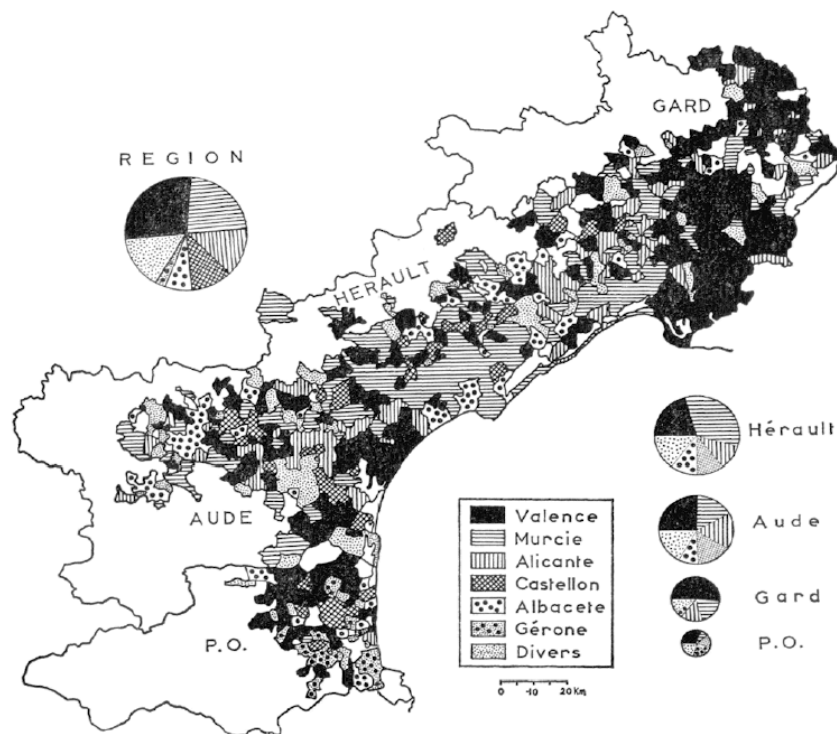 GARD
REGION
HERAULT
Hérault
Aude
Gard
P.O.
AUDE
P.O.
Valence
Murcie
Alicante
Castellon
Albacete
Gérone
Divers
0 10 20 Km